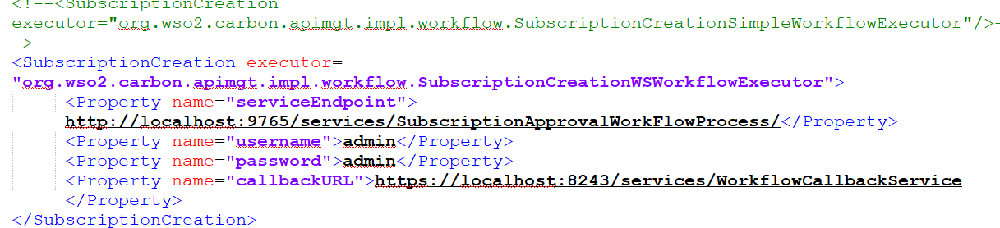 <!--<SubscriptionCreation
executor="org.wso2.carbon.apimgt.impl.workflow.SubscriptionCreationSimpleWorkflowExecutor"/>-
->
<SubscriptionCreation executor=
"org.wso2.carbon.apimgt.impl.workflow.SubscriptionCreationWSWorkflowExecutor">
<Property name="serviceEndpoint">
http://localhost:9765/services/SubscriptionApprovalWorkFlowProcess/</Property>
<Property name="username">admin</Property>
<Property name="password">admin</Property>
<Property name="callbackURL">https://localhost:8243/services/WorkflowCallbackService
</Property>
</SubscriptionCreation>